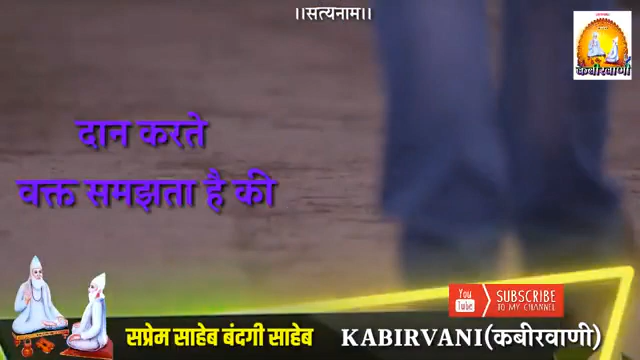 ।।सत्यनाम।।
कबीरवाणी
दान करते
वक्त समझता है की
You Tube SUBSCRIBE
TO MY CHANNEL
सप्रेम साहेब बंदगी साहेब KABIRVANI(कबीरवाणी)